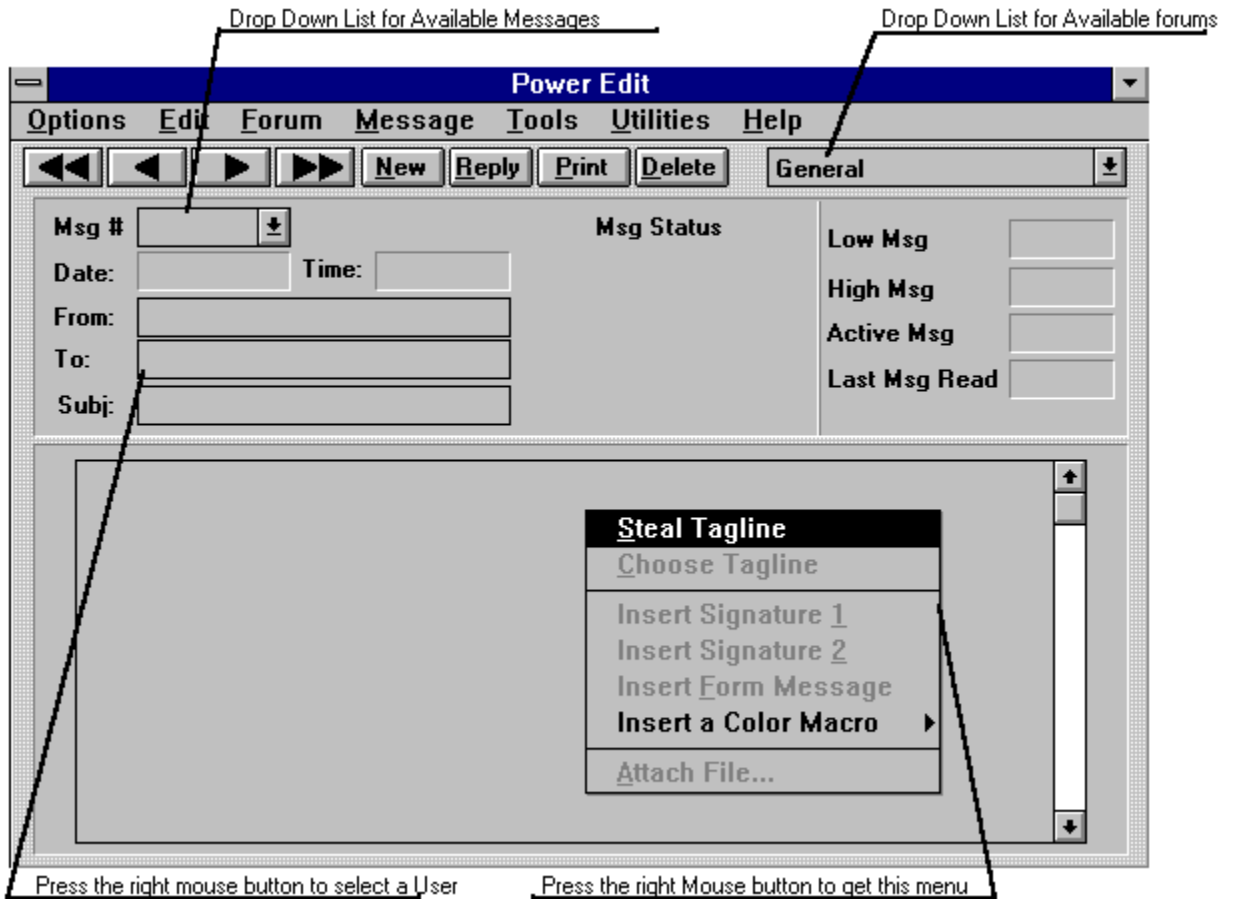 Drop Down List for Available Messages
Drop Down List for Available forums
Power Edit
Options Edit Forum Message Tools Utilities Help
New Reply Print Delete General
Msg # Msg Status
Low Msg
Date: Time:
High Msg
From:
Active Msg
To:
Last Msg Read
Subj:
Steal Tagline
Choose Tagline
Insert Signature 1
Insert Signature 2
Insert Form Message
Insert a Color Macro
Attach File...
Press the right mouse button to select a User
Press the right Mouse button to get this menu